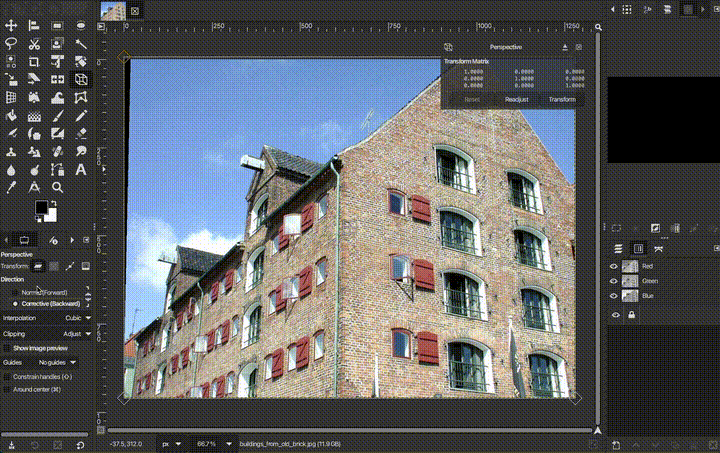 0
250
500
750
1000
1250
Perspective
Transform Matrix
1.0000 0.0000 0.0000
0.0000 1.0000 0.0000
0.0000 0.0000 1.0000
Reset Readjust Transform
Perspective
Transform:
Direction
Normal (Forward)
Corrective (Backward)
Interpolation Cubic
Clipping Adjust
Show image preview
Guides No guides
Constrain handles (⇧)
Around center (⌘)
Red
Green
Blue
-37.5, 312.0 px 66.7% buildings_from_old_brick.jpg (11.9 GB)